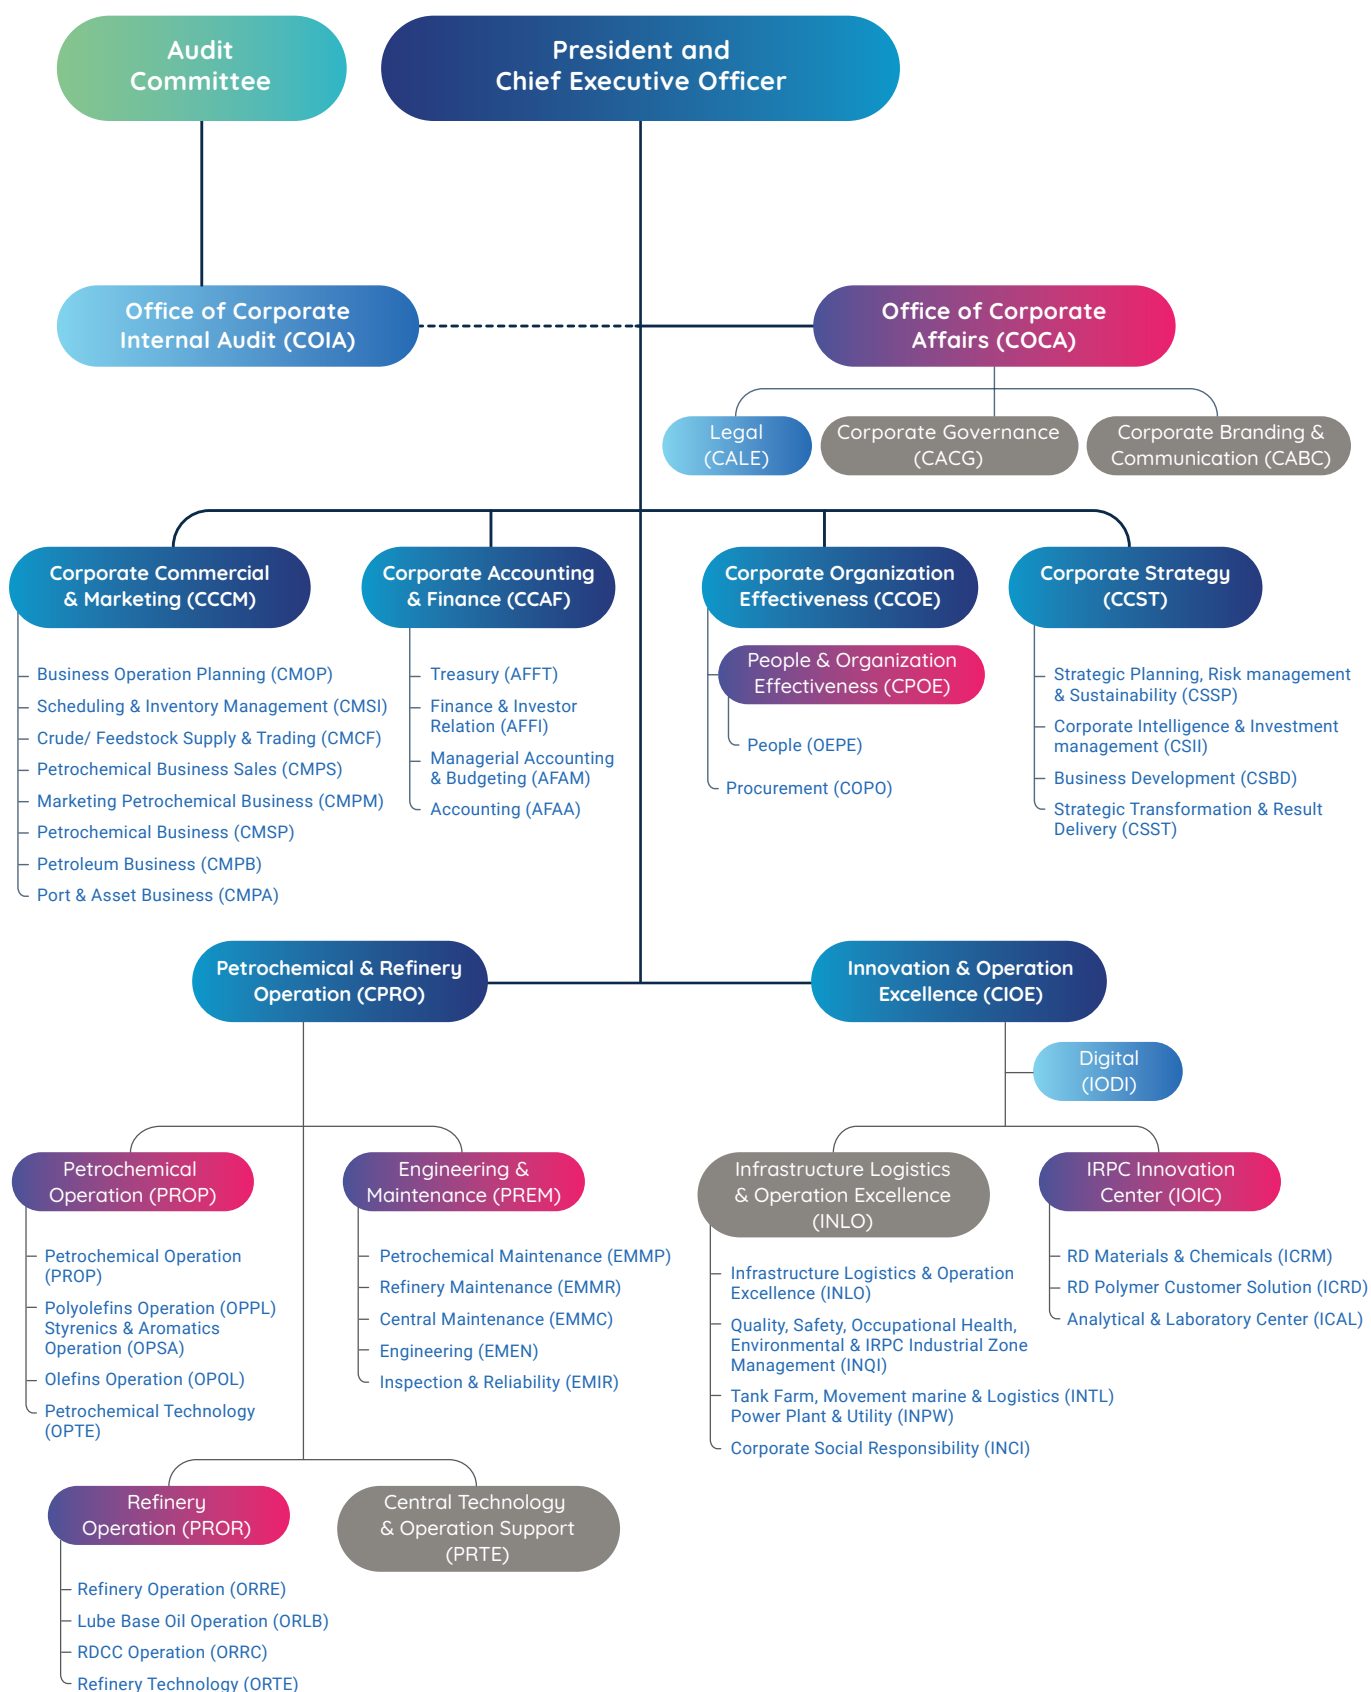 Audit
Committee
President and
Chief Executive Officer
Office of Corporate
Internal Audit (COIA)
Office of Corporate
Affairs (COCA)
Legal
(CALE)
Corporate Governance
(CACG)
Corporate Branding &
Communication (CABC)
Corporate Commercial
& Marketing (CCCM)
Business Operation Planning (CMOP)
Scheduling & Inventory Management (CMSI)
Crude/ Feedstock Supply & Trading (CMCF)
Petrochemical Business Sales (CMPS)
Marketing Petrochemical Business (CMPM)
Petrochemical Business (CMSP)
Petroleum Business (CMPB)
Port & Asset Business (CMPA)
Corporate Accounting
& Finance (CCAF)
Treasury (AFFT)
Finance & Investor
Relation (AFFI)
Managerial Accounting
& Budgeting (AFAM)
Accounting (AFAA)
Corporate Organization
Effectiveness (CCOE)
People & Organization
Effectiveness (CPOE)
People (OEPE)
Procurement (COPO)
Corporate Strategy
(CCST)
Strategic Planning, Risk management
& Sustainability (CSSP)
Corporate Intelligence & Investment
management (CSII)
Business Development (CSBD)
Strategic Transformation & Result
Delivery (CSST)
Petrochemical & Refinery
Operation (CPRO)
Innovation & Operation
Excellence (CIOE)
Digital
(IODI)
Petrochemical
Operation (PROP)
Petrochemical Operation
(PROP)
Polyolefins Operation (OPPL)
Styrenics & Aromatics
Operation (OPSA)
Olefins Operation (OPOL)
Petrochemical Technology
(OPTE)
Engineering &
Maintenance (PREM)
Petrochemical Maintenance (EMMP)
Refinery Maintenance (EMMR)
Central Maintenance (EMMC)
Engineering (EMEN)
Inspection & Reliability (EMIR)
Infrastructure Logistics
& Operation Excellence
(INLO)
Infrastructure Logistics & Operation
Excellence (INLO)
Quality, Safety, Occupational Health,
Environmental & IRPC Industrial Zone
Management (INQI)
Tank Farm, Movement marine & Logistics (INTL)
Power Plant & Utility (INPW)
Corporate Social Responsibility (INCI)
IRPC Innovation
Center (IOIC)
RD Materials & Chemicals (ICRM)
RD Polymer Customer Solution (ICRD)
Analytical & Laboratory Center (ICAL)
Refinery
Operation (PROR)
Refinery Operation (ORRE)
Lube Base Oil Operation (ORLB)
RDCC Operation (ORRC)
Refinery Technology (ORTE)
Central Technology
& Operation Support
(PRTE)